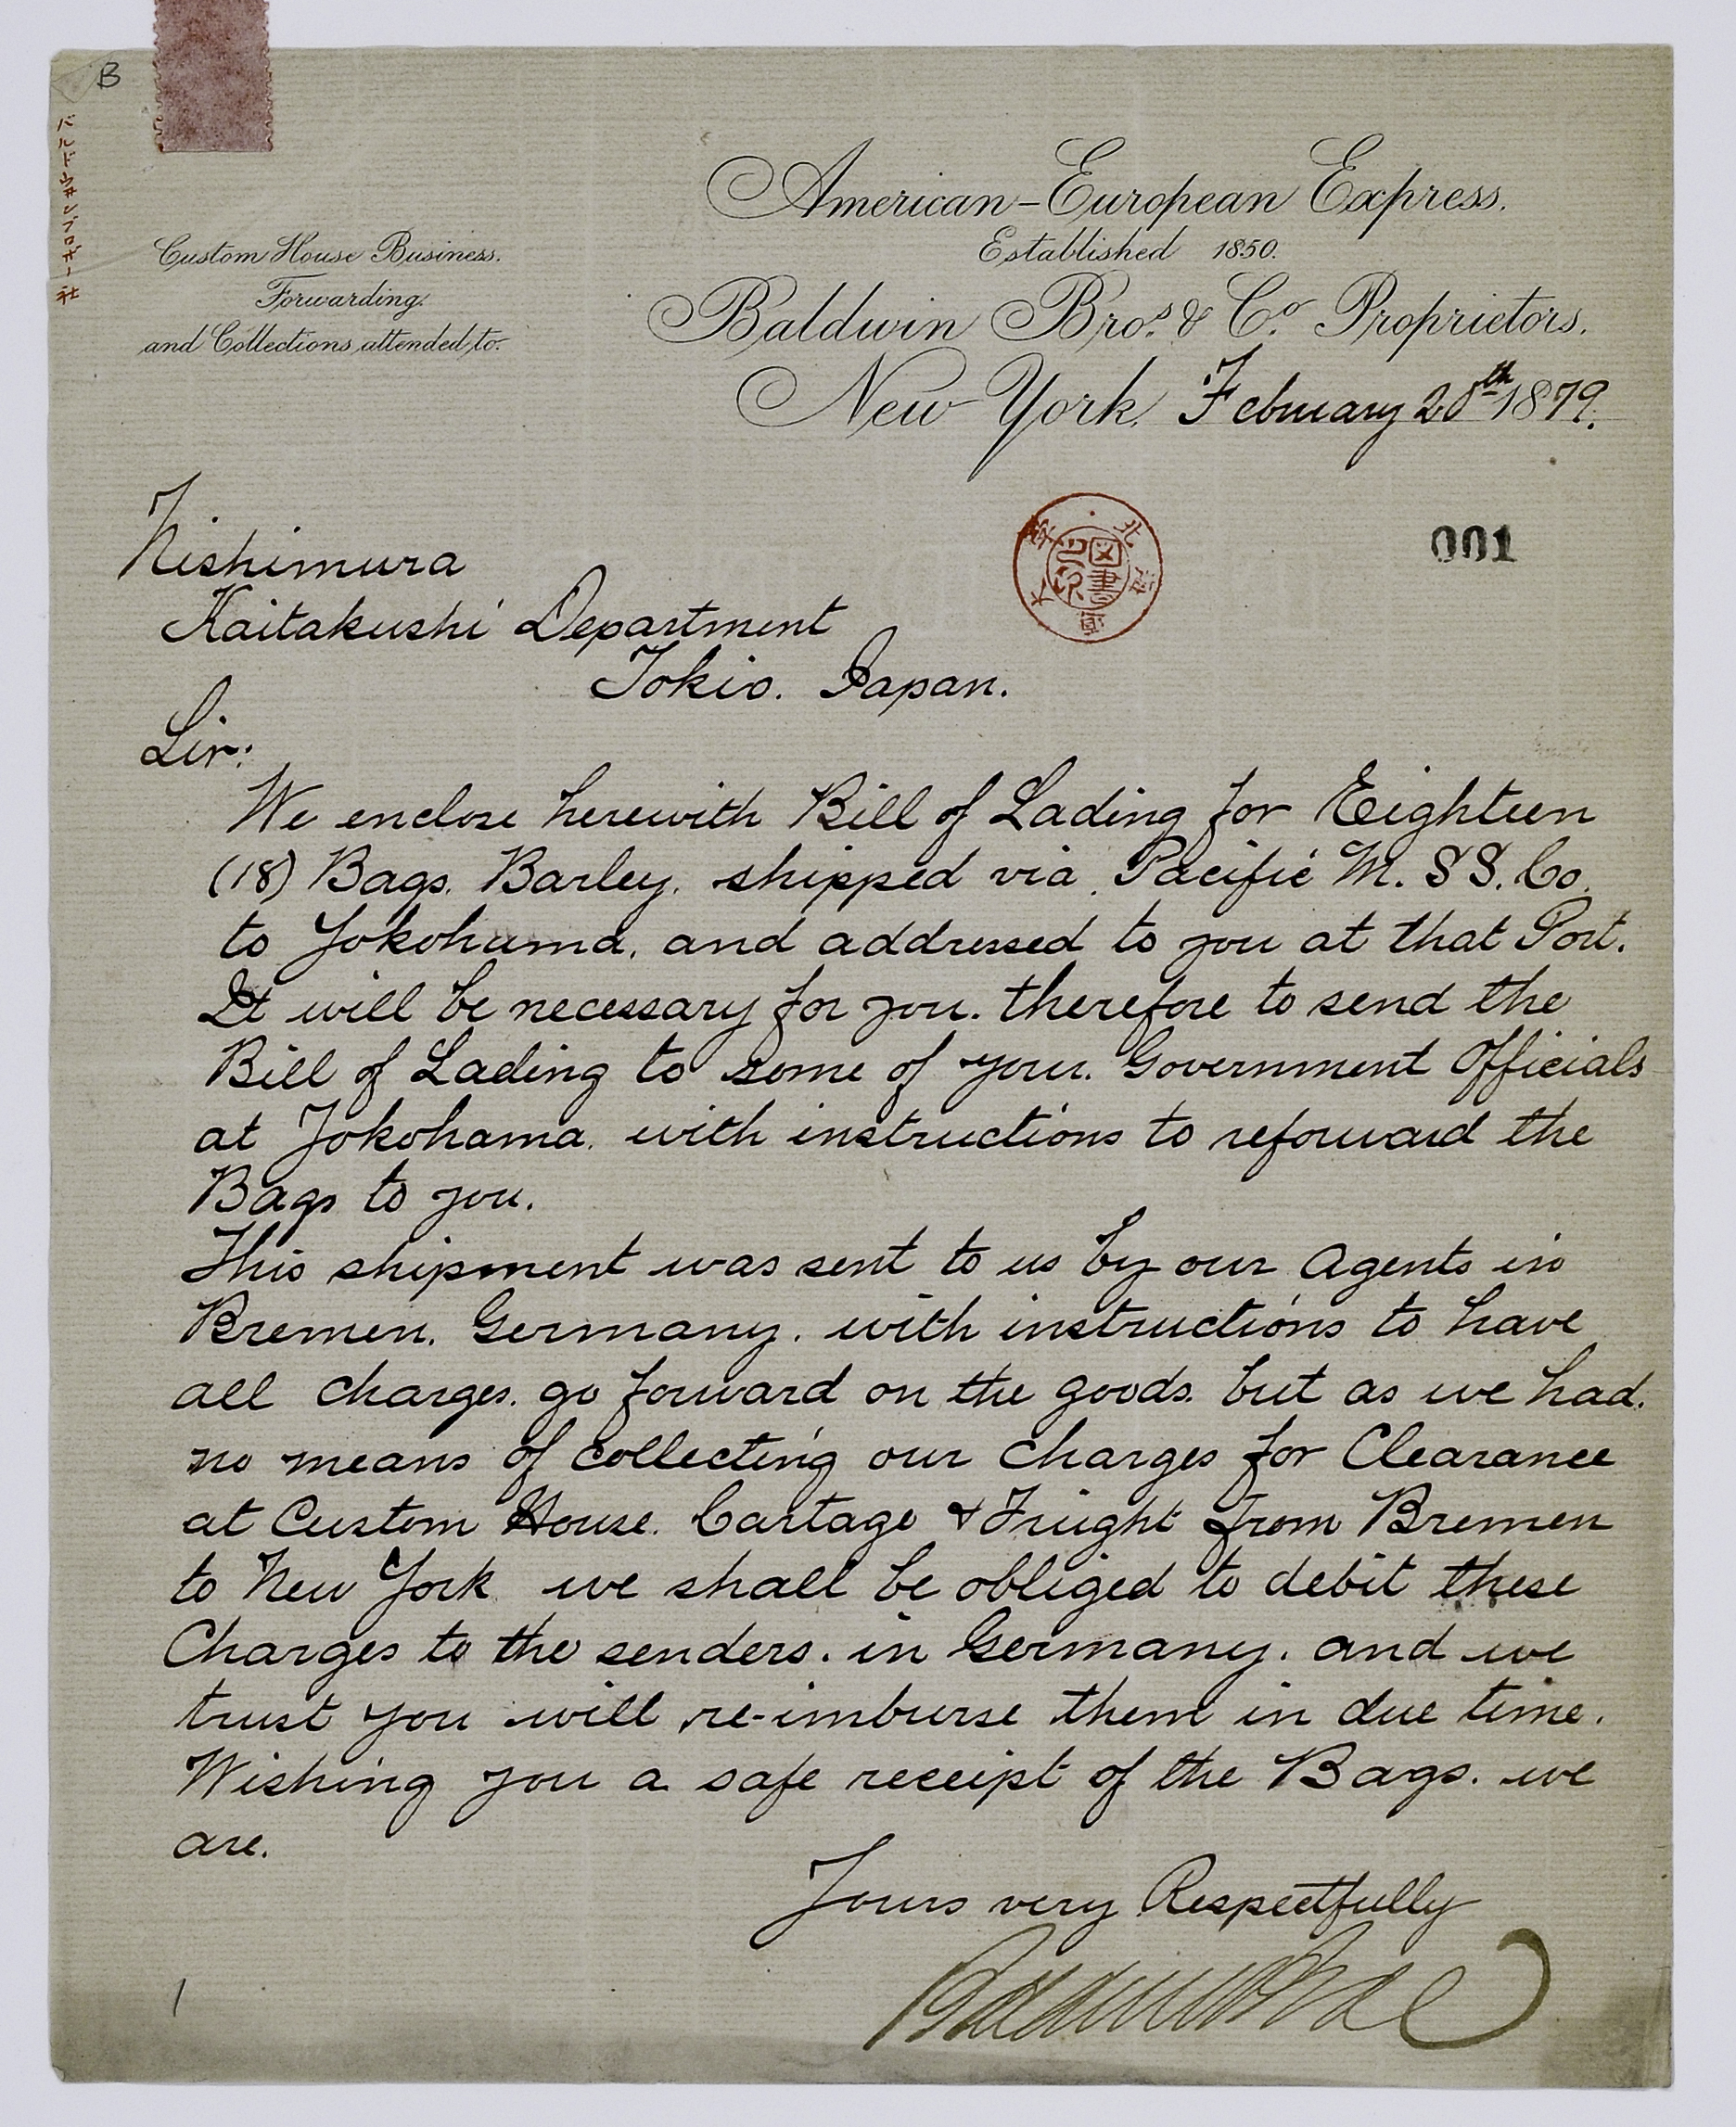 B
バルドウ井ンブロゾー社
American-European Express.
Established 1850.
Custom House Business.
Forwarding.
and Collections attended to.
Baldwin Bros. & Co. Proprietors.
New York, February 20th 1879.
001
Nishimura
Kaitakushi Department
Tokio. Japan.
Sir:
We enclose herewith Bill of Lading for Eighteen
(18) Bags. Barley. shipped via Pacific M. S S. Co.
to Yokohama. and addressed to you at that Port.
It will be necessary for you. therefore to send the
Bill of Lading to some of your. Government Officials
at Yokohama. with instructions to reforward the
Bags to you.
This shipment was sent to us by our Agents in
Bremen. Germany. with instructions to have
all charges. go forward on the goods. but as we had.
no means of collecting our charges for Clearance
at Custom House. Cartage & Freight from Bremen
to New York we shall be obliged to debit these
Charges to the senders. in Germany. and we
trust you will re-imburse them in due time.
Wishing you a safe receipt of the Bags. we
are.
Yours very Respectfully
Baldwin Bros & Co
1